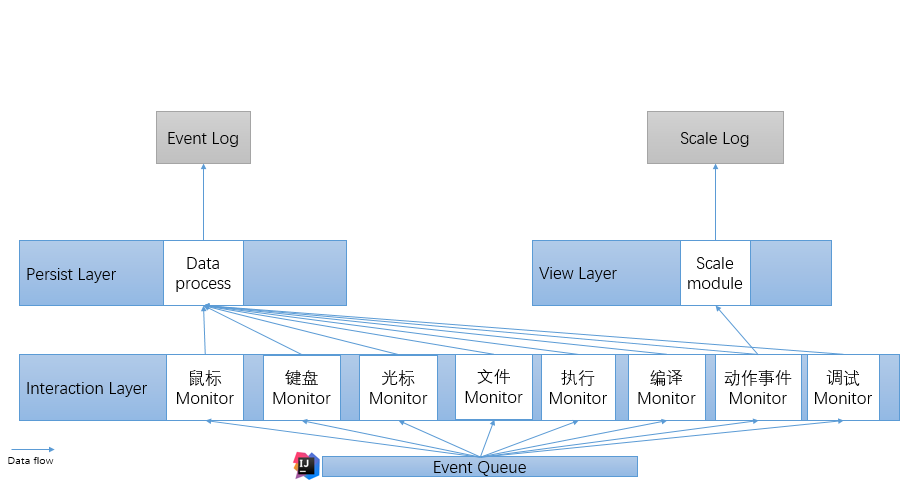 Event Log
Scale Log
Persist Layer
Data
process
View Layer
Scale
module
Interaction Layer
鼠标
Monitor
键盘
Monitor
光标
Monitor
文件
Monitor
执行
Monitor
编译
Monitor
动作事件
Monitor
调试
Monitor
Data flow
IJ
Event Queue